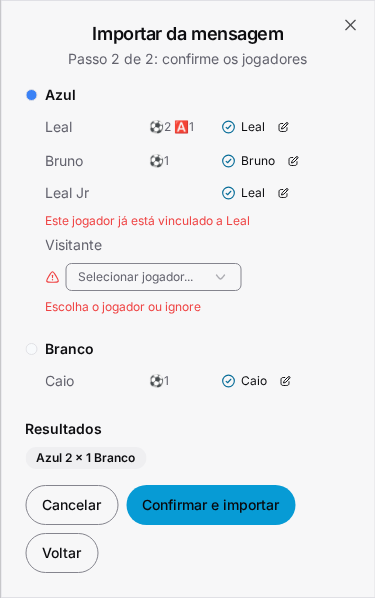 Importar da mensagem
Passo 2 de 2: confirme os jogadores
Azul
Leal ⚽2 🅰️1 Leal
Bruno ⚽1 Bruno
Leal Jr Leal
Este jogador já está vinculado a Leal
Visitante
Selecionar jogador...
Escolha o jogador ou ignore
Branco
Caio ⚽1 Caio
Resultados
Azul 2 × 1 Branco
Cancelar Confirmar e importar
Voltar